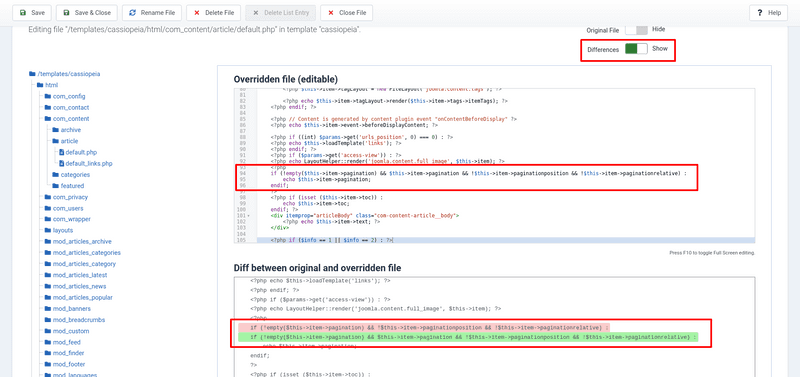 Save
Save & Close
Rename File
Delete File
Delete List Entry
Close File
Help
Editing file "/templates/cassiopeia/html/com_content/article/default.php" in template "cassiopeia".
Original File
Hide
Differences
Show
/templates/cassiopeia
html
com_config
com_contact
com_content
archive
article
default.php
default_links.php
categories
featured
com_privacy
com_users
com_wrapper
layouts
mod_articles_archive
mod_articles_categories
mod_articles_category
mod_articles_latest
mod_articles_news
mod_articles_popular
mod_banners
mod_breadcrumbs
mod_custom
mod_feed
mod_finder
mod_footer
mod_languages
Overridden file (editable)
81
82 <?php echo $this->item->tagLayout->render($this->item->tags->itemTags); ?>
83 <?php endif; ?>
84
85 <?php // Content is generated by content plugin event "onContentBeforeDisplay" ?>
86 <?php echo $this->item->event->beforeDisplayContent; ?>
87
88 <?php if ((int) $params->get('urls_position', 0) === 0) : ?>
89 <?php echo $this->loadTemplate('links'); ?>
90 <?php endif; ?>
91 <?php if ($params->get('access-view')) : ?>
92 <?php echo LayoutHelper::render('joomla.content.full_image', $this->item); ?>
93 <?php
94 if (!empty($this->item->pagination) && $this->item->pagination && !$this->item->paginationposition && !$this->item->paginationrelative) :
95 echo $this->item->pagination;
96 endif;
97 ?>
98 <?php if (isset ($this->item->toc)) :
99 echo $this->item->toc;
100 endif; ?>
101 <div itemprop="articleBody" class="com-content-article__body">
102 <?php echo $this->item->text; ?>
103 </div>
104
105 <?php if ($info == 1 || $info == 2) : ?>
Press F10 to toggle Full Screen editing.
Diff between original and overridden file
<?php echo $this->loadTemplate('links'); ?>
<?php endif; ?>
<?php if ($params->get('access-view')) : ?>
<?php echo LayoutHelper::render('joomla.content.full_image', $this->item); ?>
<?php
if (!empty($this->item->pagination) && !$this->item->paginationposition && !$this->item->paginationrelative) :
if (!empty($this->item->pagination) && $this->item->pagination && !$this->item->paginationposition && !$this->item->paginationrelative) :
echo $this->item->pagination;
endif;
?>
<?php if (isset ($this->item->toc)) :